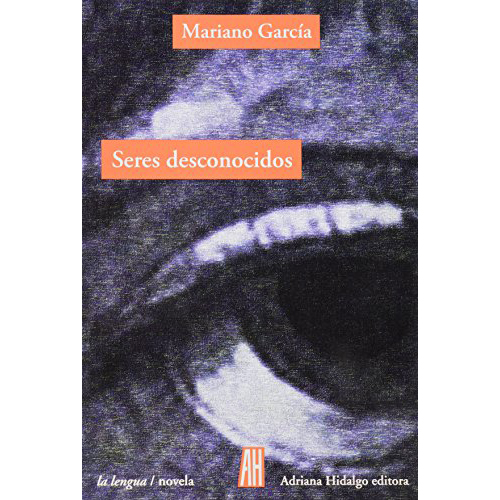 Mariano García
Seres desconocidos
la lengua / novela
AH
Adriana Hidalgo editora